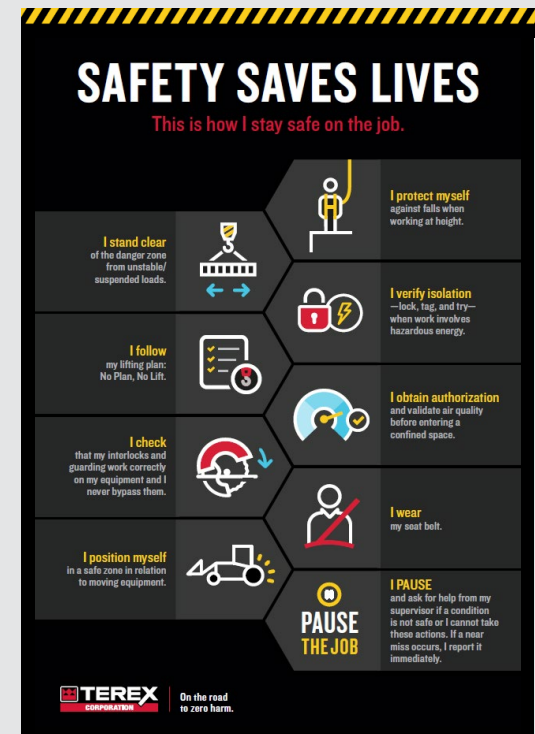 SAFETY SAVES LIVES
This is how I stay safe on the job.
I protect myself
against falls when
working at height.
I stand clear
of the danger zone
from unstable/
suspended loads.
I verify isolation
—lock, tag, and try—
when work involves
hazardous energy.
I follow
my lifting plan:
No Plan, No Lift.
I obtain authorization
and validate air quality
before entering a
confined space.
I check
that my interlocks and
guarding work correctly
on my equipment and I
never bypass them.
I wear
my seat belt.
I position myself
in a safe zone in relation
to moving equipment.
PAUSE
THE JOB
I PAUSE
and ask for help from my
supervisor if a condition
is not safe or I cannot take
these actions. If a near
miss occurs, I report it
immediately.
TEREX
CORPORATION
On the road
to zero harm.